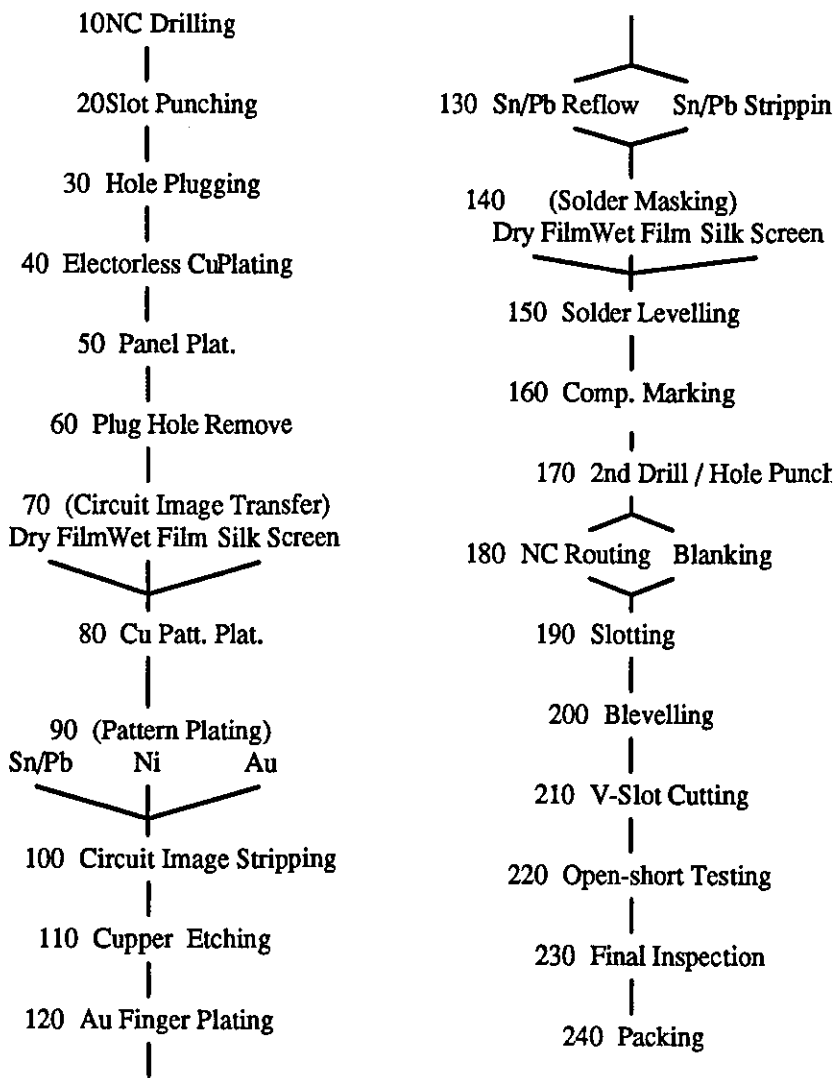 10NC Drilling
20Slot Punching
30 Hole Plugging
40 Electorless CuPlating
50 Panel Plat.
60 Plug Hole Remove
70 (Circuit Image Transfer)
Dry FilmWet Film Silk Screen
80 Cu Patt. Plat.
90 (Pattern Plating)
Sn/Pb Ni Au
100 Circuit Image Stripping
110 Cupper Etching
120 Au Finger Plating
130 Sn/Pb Reflow Sn/Pb Strippin
140 (Solder Masking)
Dry FilmWet Film Silk Screen
150 Solder Levelling
160 Comp. Marking
170 2nd Drill / Hole Punch
180 NC Routing Blanking
190 Slotting
200 Blevelling
210 V-Slot Cutting
220 Open-short Testing
230 Final Inspection
240 Packing